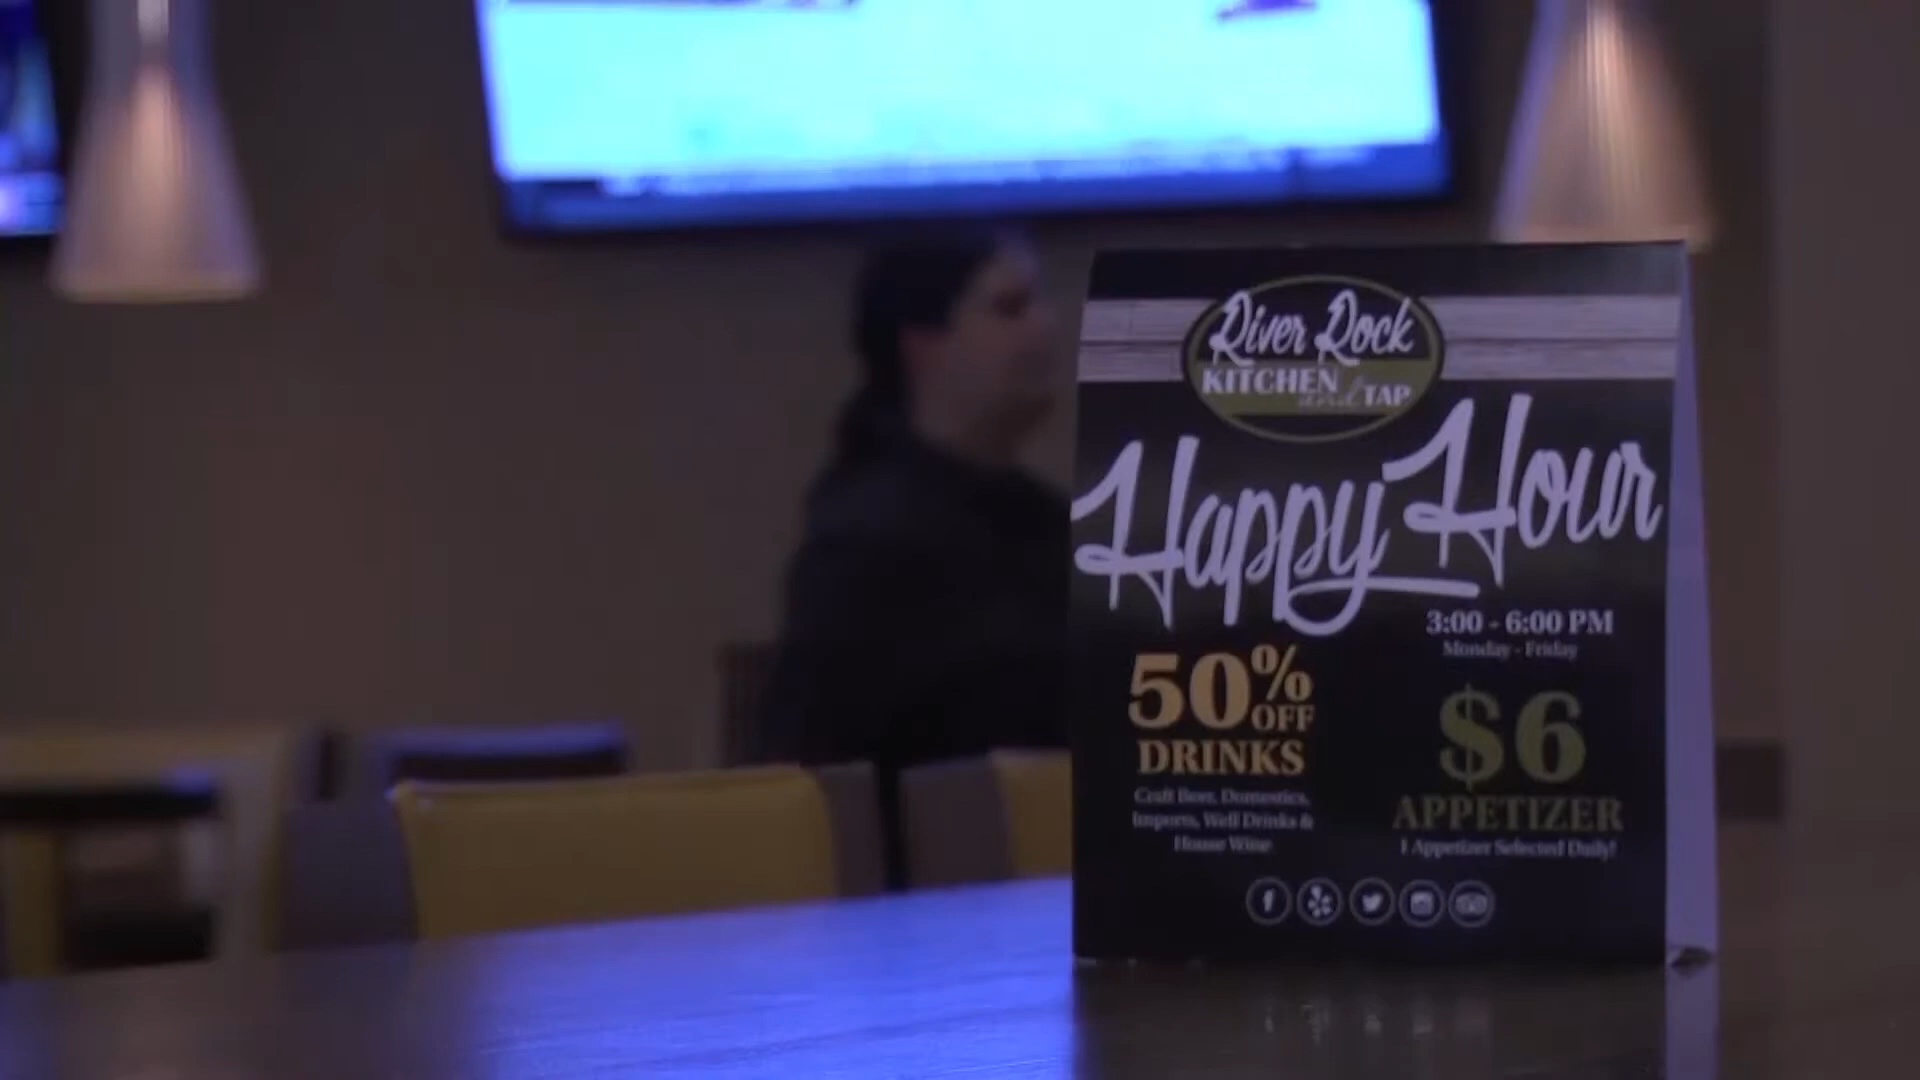 River Rock
KITCHEN and TAP
Happy Hour
3:00 - 6:00 PM
Monday - Friday
50% OFF
DRINKS
Craft Beer, Domestics,
Imports, Well Drinks &
House Wine
$6
APPETIZER
1 Appetizer Selected Daily!